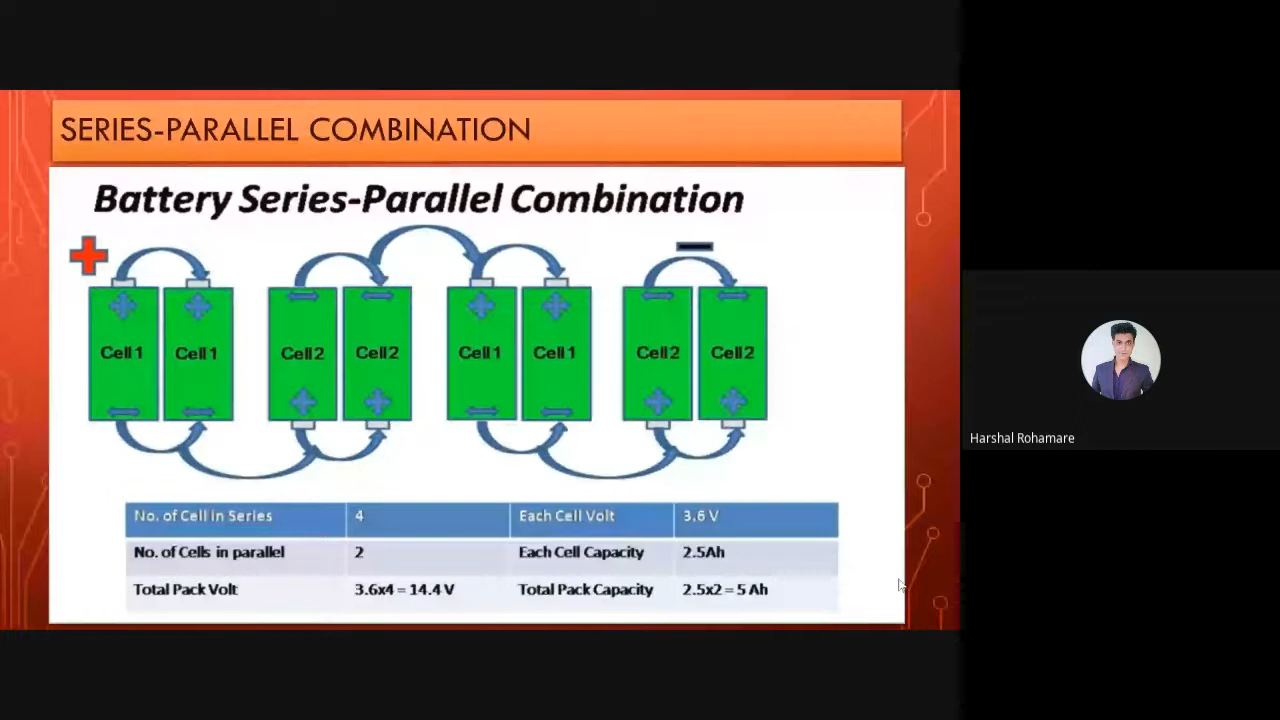 SERIES-PARALLEL COMBINATION
Battery Series-Parallel Combination
Cell1 Cell1 Cell2 Cell2 Cell1 Cell1 Cell2 Cell2
No. of Cell in Series 4 Each Cell Volt 3.6 V
No. of Cells in parallel 2 Each Cell Capacity 2.5Ah
Total Pack Volt 3.6x4 = 14.4 V Total Pack Capacity 2.5x2 = 5 Ah
Harshal Rohamare